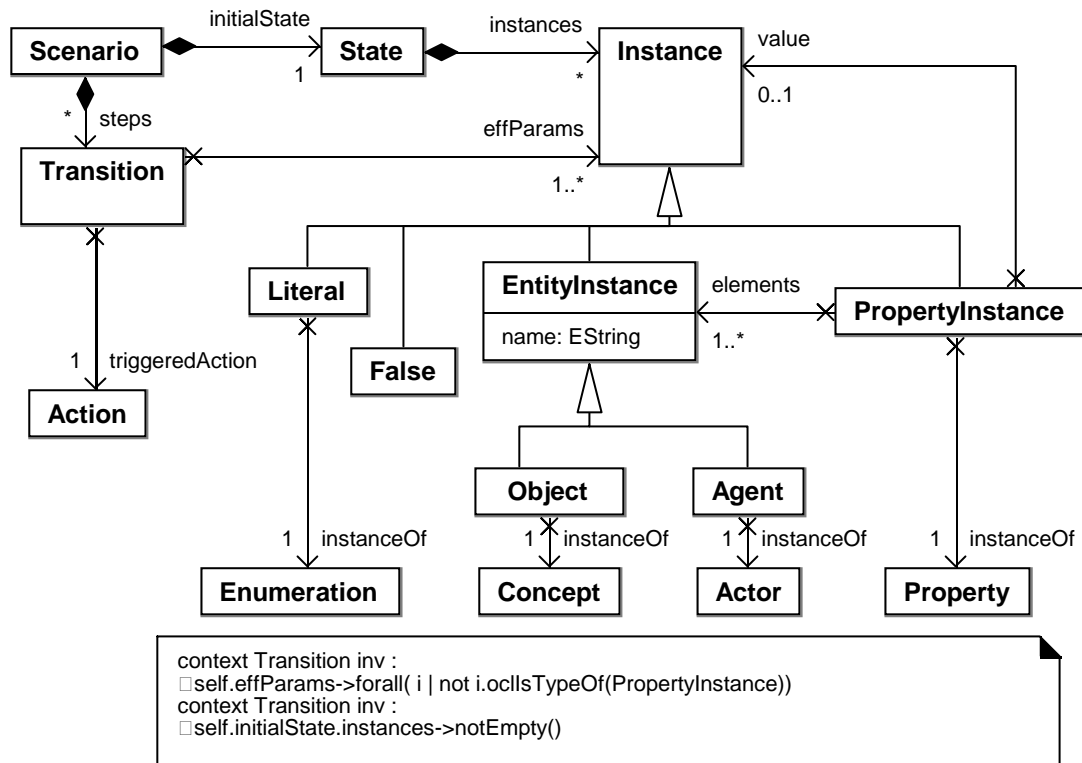 initialState
instances
value
Scenario
State
Instance
1
*
0..1
*
steps
effParams
Transition
1..*
Literal
EntityInstance
elements
PropertyInstance
name: EString
1..*
False
1
triggeredAction
Action
Object
Agent
1
instanceOf
1
instanceOf
1
instanceOf
1
instanceOf
Enumeration
Concept
Actor
Property
context Transition inv :
□self.effParams->forall( i | not i.oclIsTypeOf(PropertyInstance))
context Transition inv :
□self.initialState.instances->notEmpty()